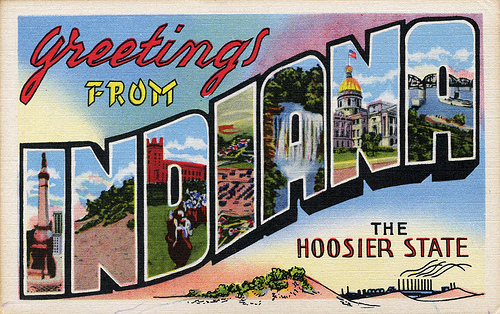 Greetings
FROM
INDIANA
THE
HOOSIER STATE